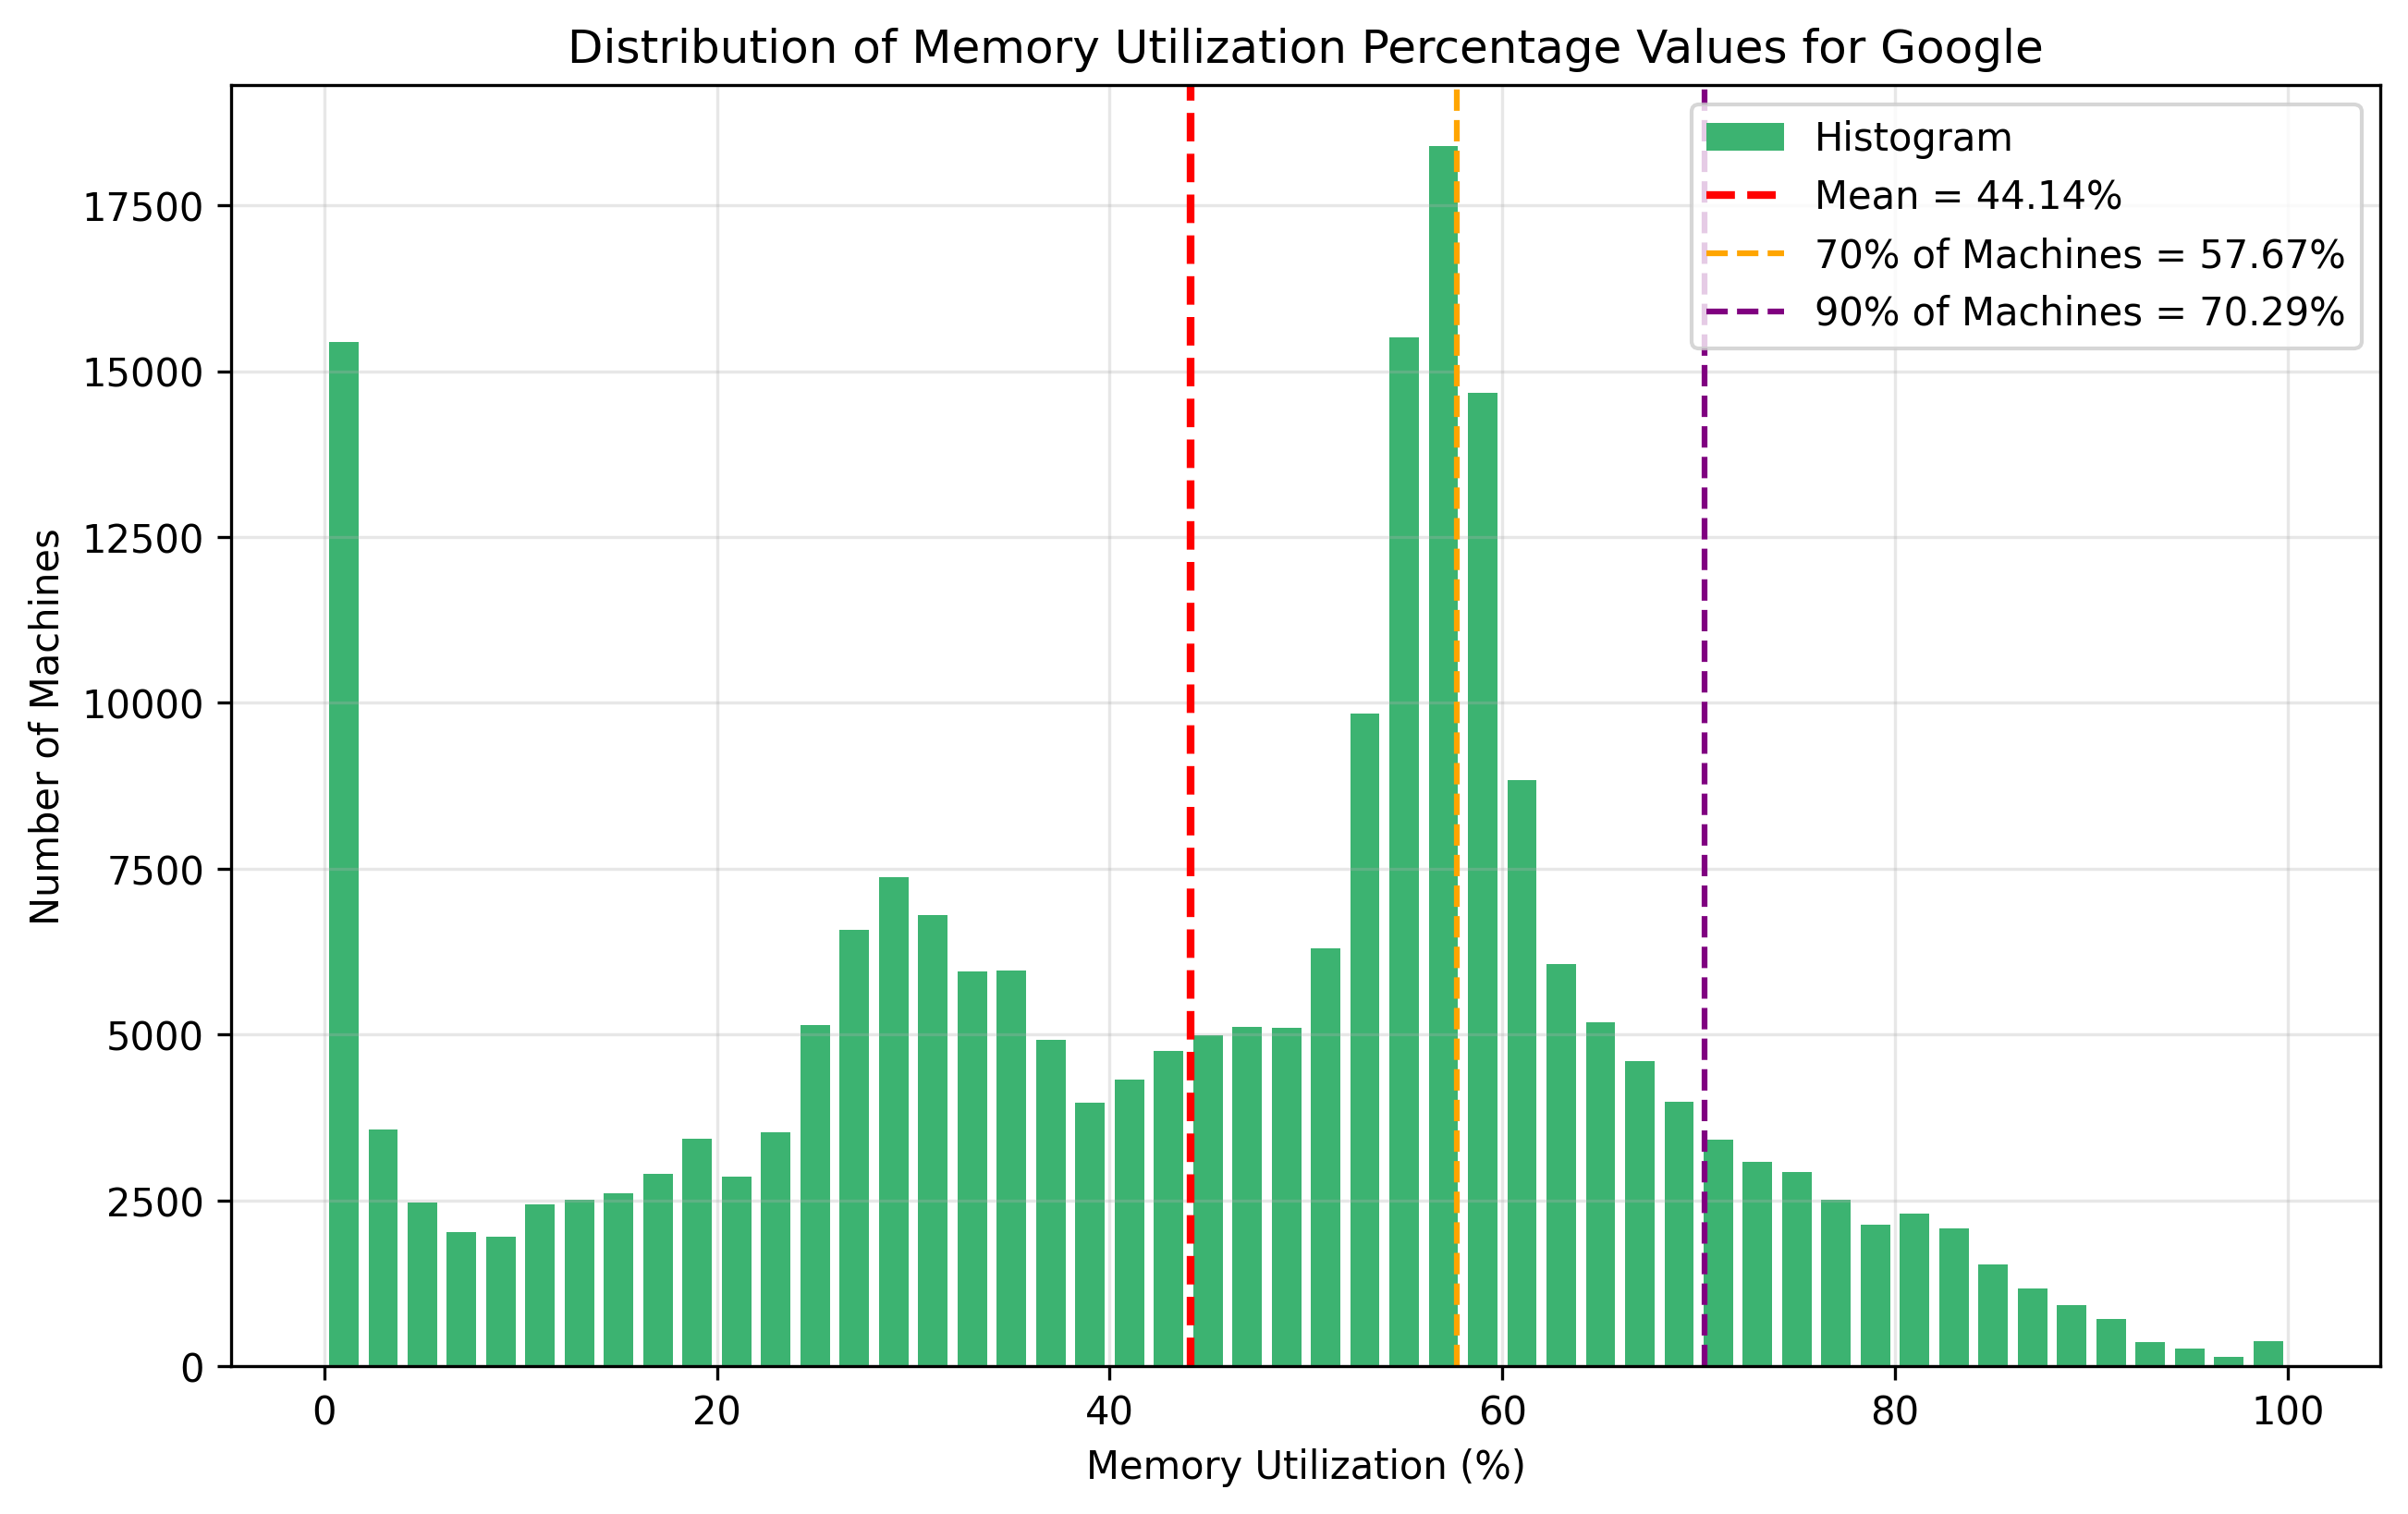 Distribution of Memory Utilization Percentage Values for Google
Histogram
Mean = 44.14%
70% of Machines = 57.67%
90% of Machines = 70.29%
Number of Machines
17500
15000
12500
10000
7500
5000
2500
0
0 20 40 60 80 100
Memory Utilization (%)